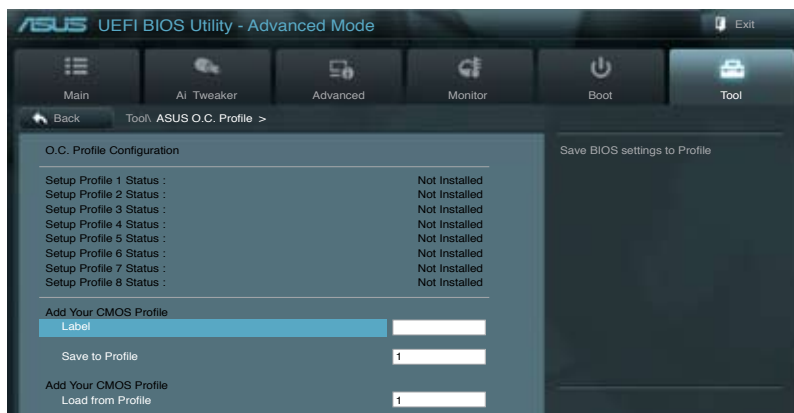 ASUS UEFI BIOS Utility - Advanced Mode
Exit
Main
Ai Tweaker
Advanced
Monitor
Boot
Tool
Back
Tool\ ASUS O.C. Profile >
O.C. Profile Configuration
Save BIOS settings to Profile
Setup Profile 1 Status : Not Installed
Setup Profile 2 Status : Not Installed
Setup Profile 3 Status : Not Installed
Setup Profile 4 Status : Not Installed
Setup Profile 5 Status : Not Installed
Setup Profile 6 Status : Not Installed
Setup Profile 7 Status : Not Installed
Setup Profile 8 Status : Not Installed
Add Your CMOS Profile
Label
Save to Profile 1
Add Your CMOS Profile
Load from Profile 1